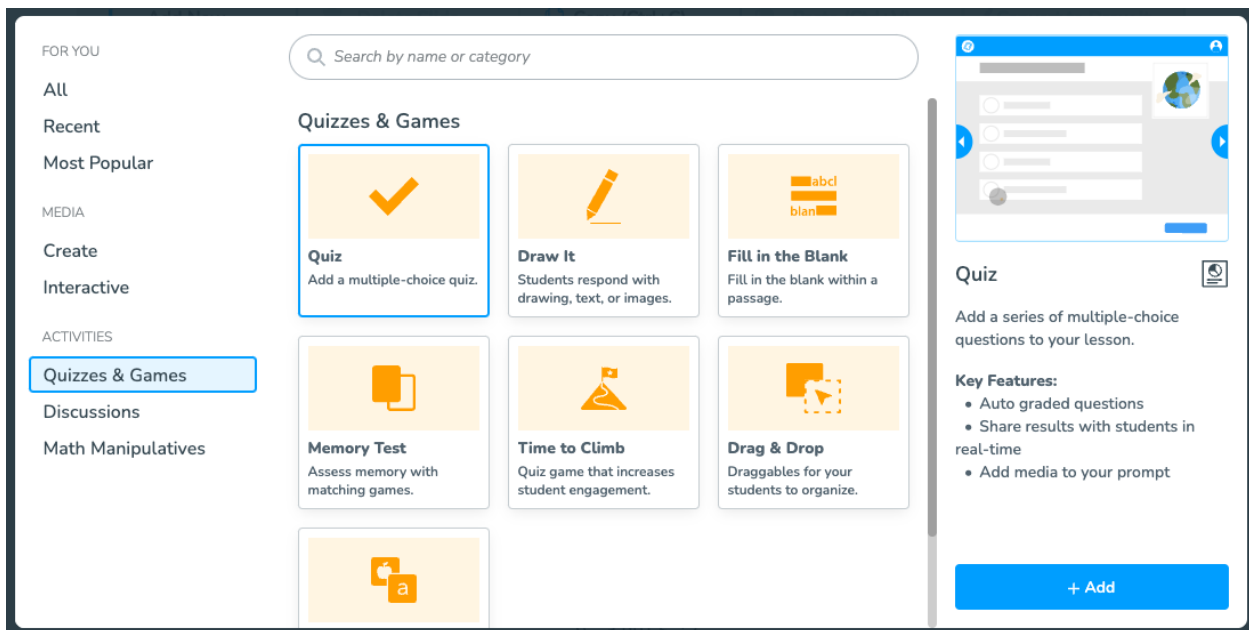 FOR YOU
All
Recent
Most Popular
MEDIA
Create
Interactive
ACTIVITIES
Quizzes & Games
Discussions
Math Manipulatives
Search by name or category
Quizzes & Games
Quiz
Add a multiple-choice quiz.
Draw It
Students respond with
drawing, text, or images.
abcl
blan
Fill in the Blank
Fill in the blank within a
passage.
Memory Test
Assess memory with
matching games.
Time to Climb
Quiz game that increases
student engagement.
Drag & Drop
Draggables for your
students to organize.
a
Quiz
Add a series of multiple-choice
questions to your lesson.
Key Features:
• Auto graded questions
• Share results with students in
real-time
• Add media to your prompt
+ Add